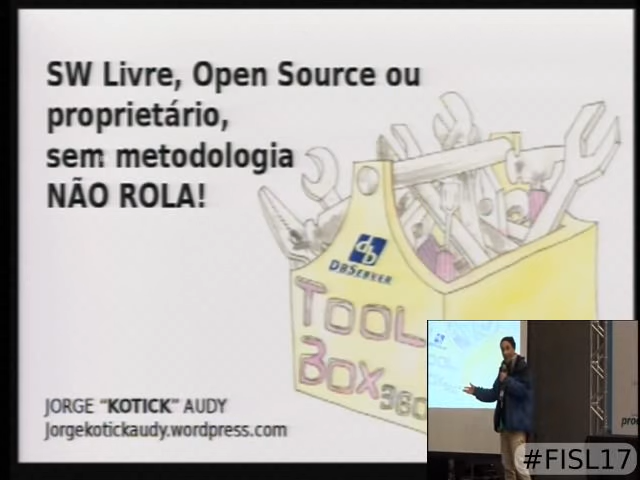 SW Livre, Open Source ou
proprietário,
sem metodologia
NÃO ROLA!
DBSERVER
TOOL
BOX360
JORGE “KOTICK” AUDY
Jorgekotickaudy.wordpress.com
#FISL17